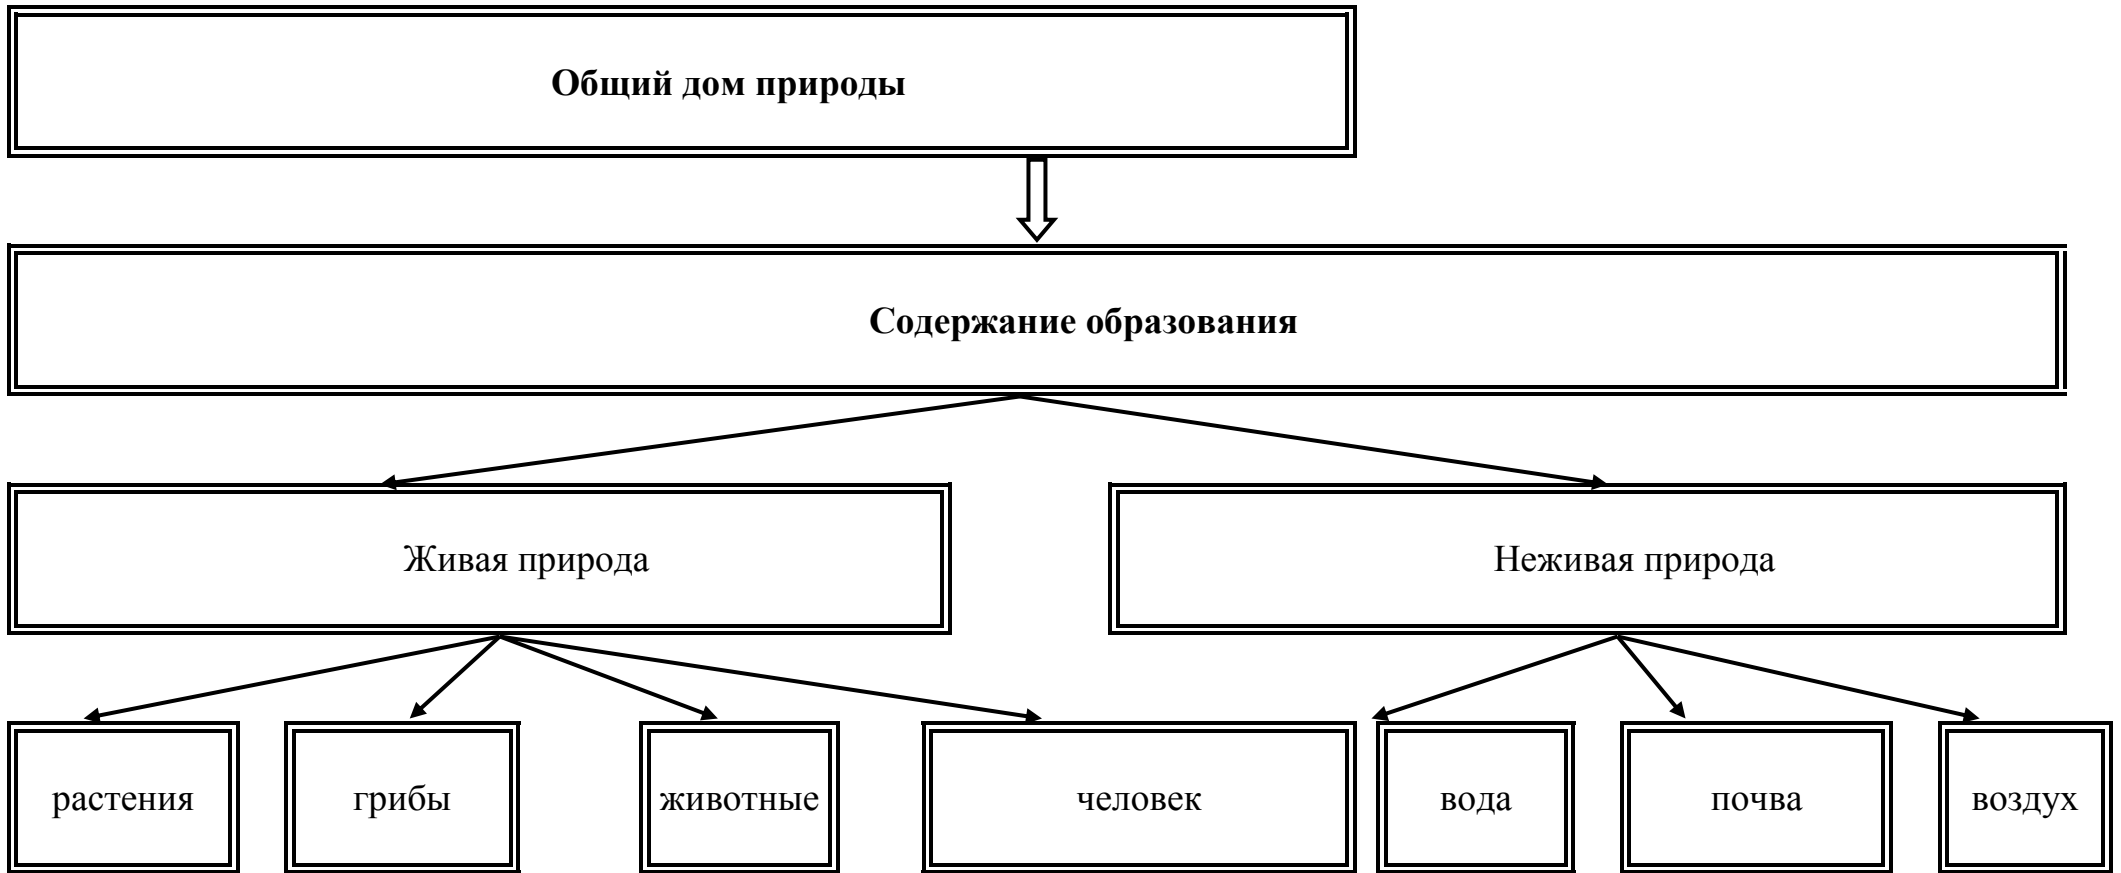 Общий дом природы
Содержание образования
Живая природа
Неживая природа
растения
грибы
животные
человек
вода
почва
воздух